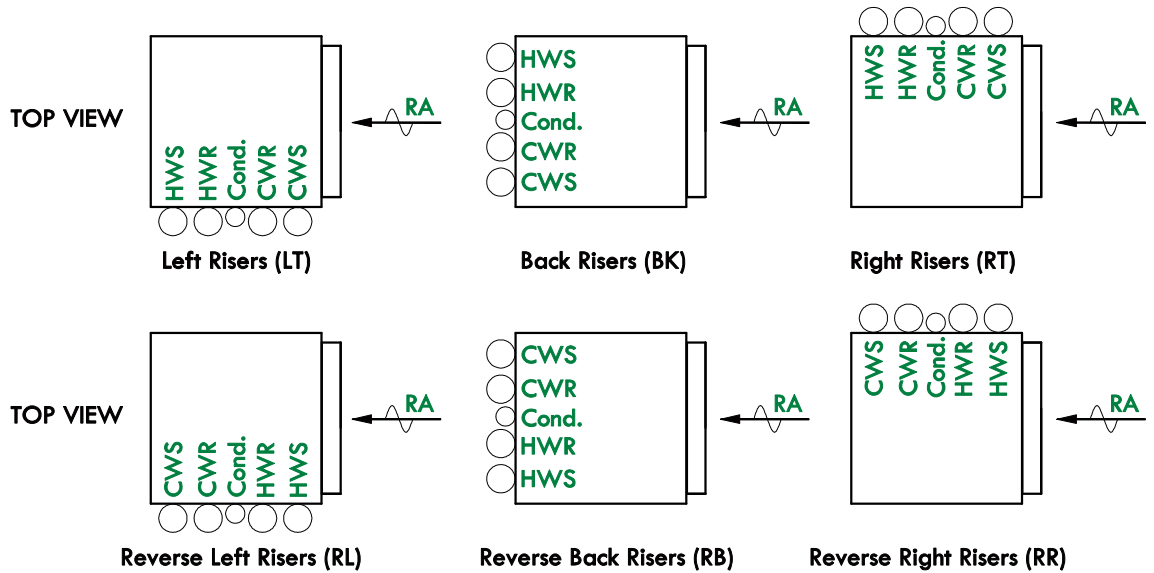 TOP VIEW
HWS
HWR
Cond.
CWR
CWS
RA
Left Risers (LT)
HWS
HWR
Cond.
CWR
CWS
RA
Back Risers (BK)
HWS
HWR
Cond.
CWR
CWS
RA
Right Risers (RT)
TOP VIEW
CWS
CWR
Cond.
HWR
HWS
RA
Reverse Left Risers (RL)
CWS
CWR
Cond.
HWR
HWS
RA
Reverse Back Risers (RB)
CWS
CWR
Cond.
HWR
HWS
RA
Reverse Right Risers (RR)